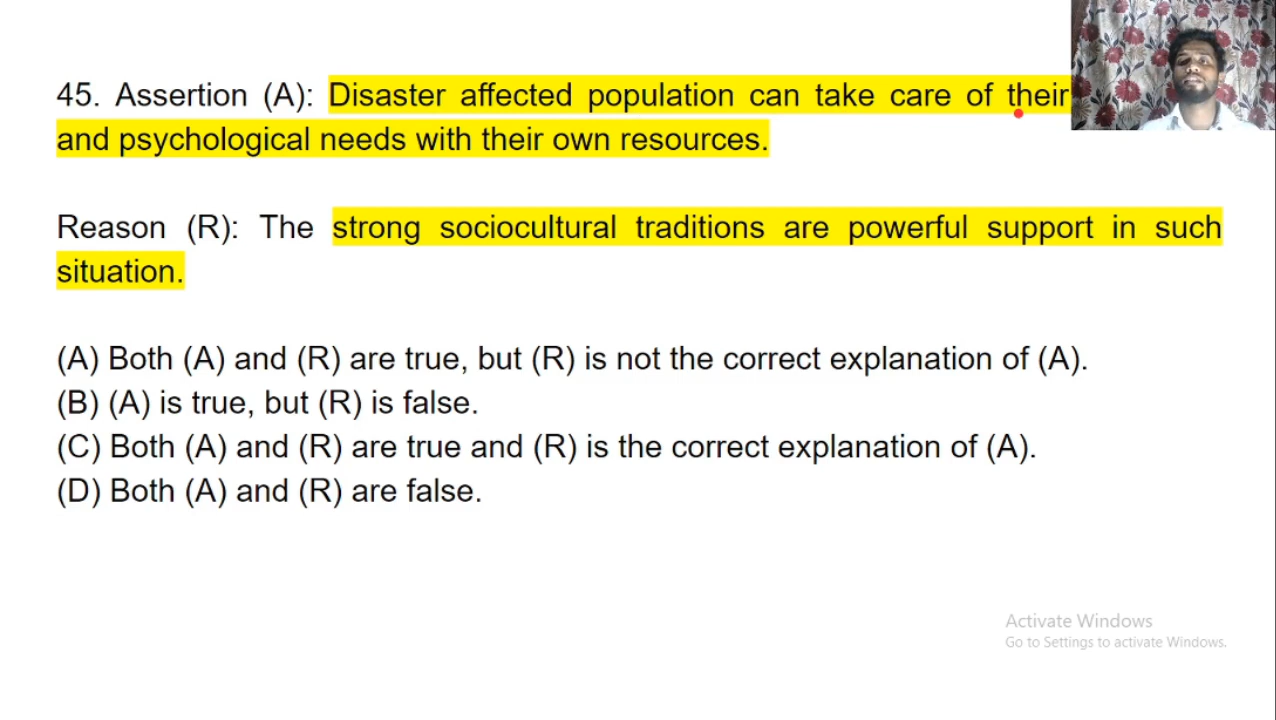 45. Assertion (A): Disaster affected population can take care of their
and psychological needs with their own resources.
Reason (R): The strong sociocultural traditions are powerful support in such
situation.
(A) Both (A) and (R) are true, but (R) is not the correct explanation of (A).
(B) (A) is true, but (R) is false.
(C) Both (A) and (R) are true and (R) is the correct explanation of (A).
(D) Both (A) and (R) are false.
Activate Windows
Go to Settings to activate Windows.